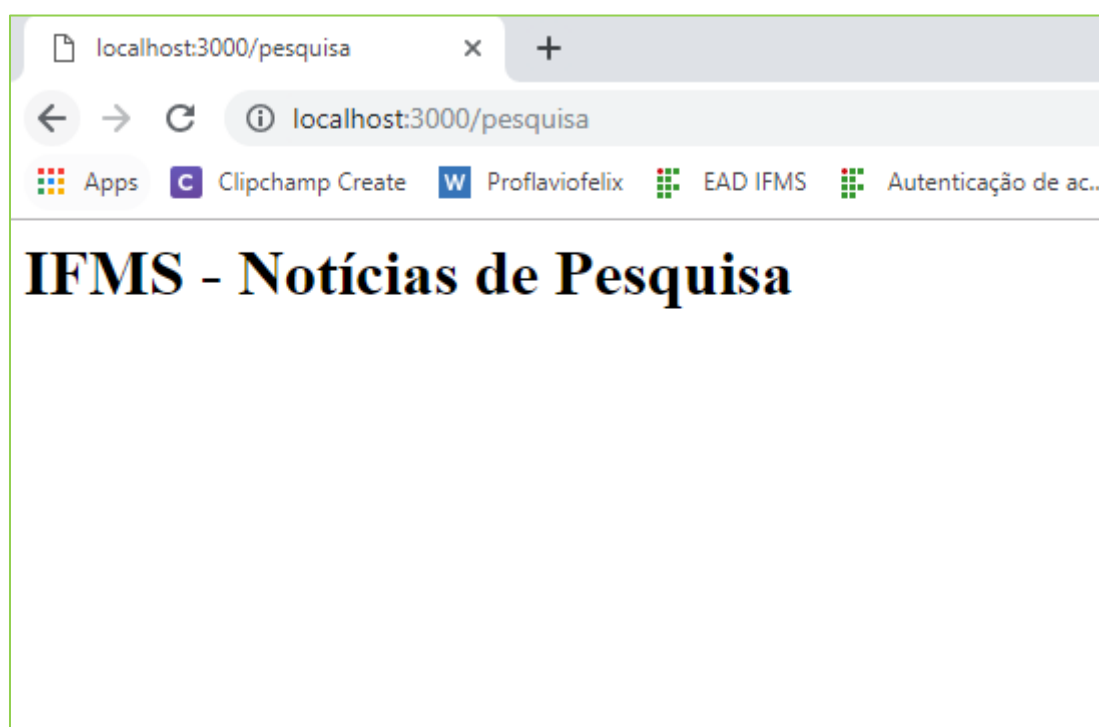 localhost:3000/pesquisa
localhost:3000/pesquisa
Apps C Clipchamp Create W Proflaviofelix EAD IFMS Autenticação de ac..
IFMS - Notícias de Pesquisa